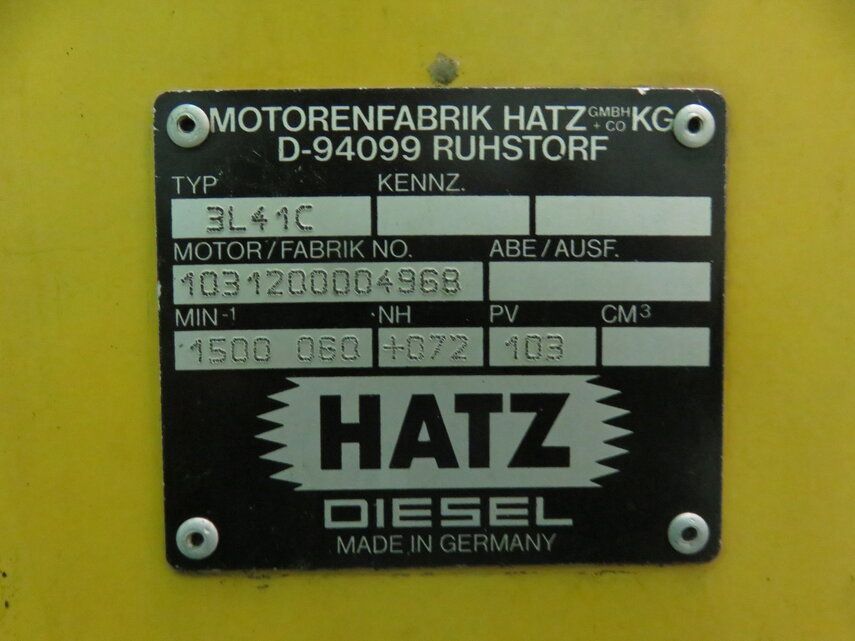 MOTORENFABRIK HATZ GMBH + CO KG
D-94099 RUHSTORF
TYP KENNZ.
3L41C
MOTOR/FABRIK NO. ABE/AUSF.
1031200004968
MIN-1 NH PV CM3
1500 060 +072 103
HATZ
DIESEL
MADE IN GERMANY